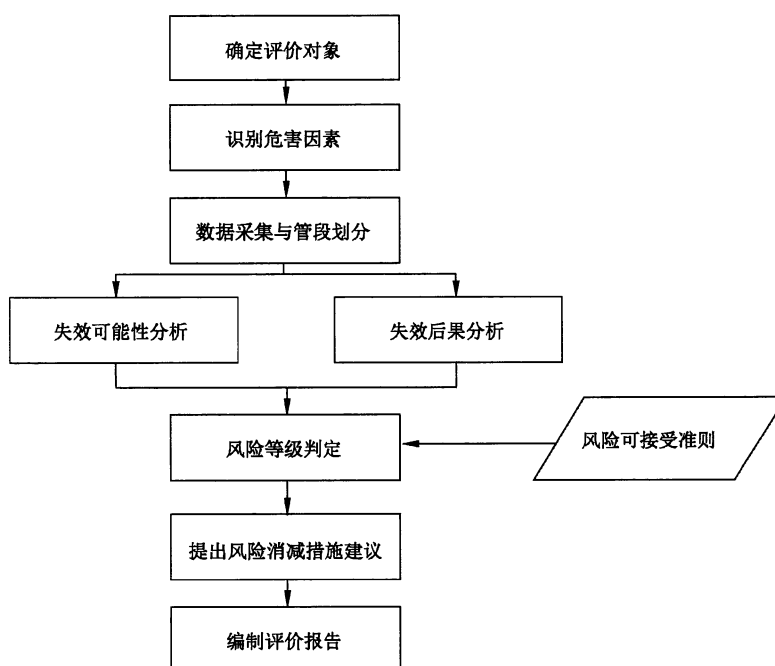 确定评价对象
识别危害因素
数据采集与管段划分
失效可能性分析
失效后果分析
风险等级判定
风险可接受准则
提出风险消减措施建议
编制评价报告